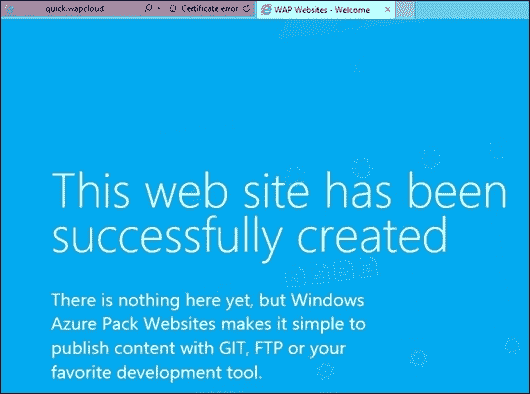 quick.wapcloud Certificate error WAP Websites - Welcome
This web site has been
successfully created
There is nothing here yet, but Windows
Azure Pack Websites makes it simple to
publish content with GIT, FTP or your
favorite development tool.